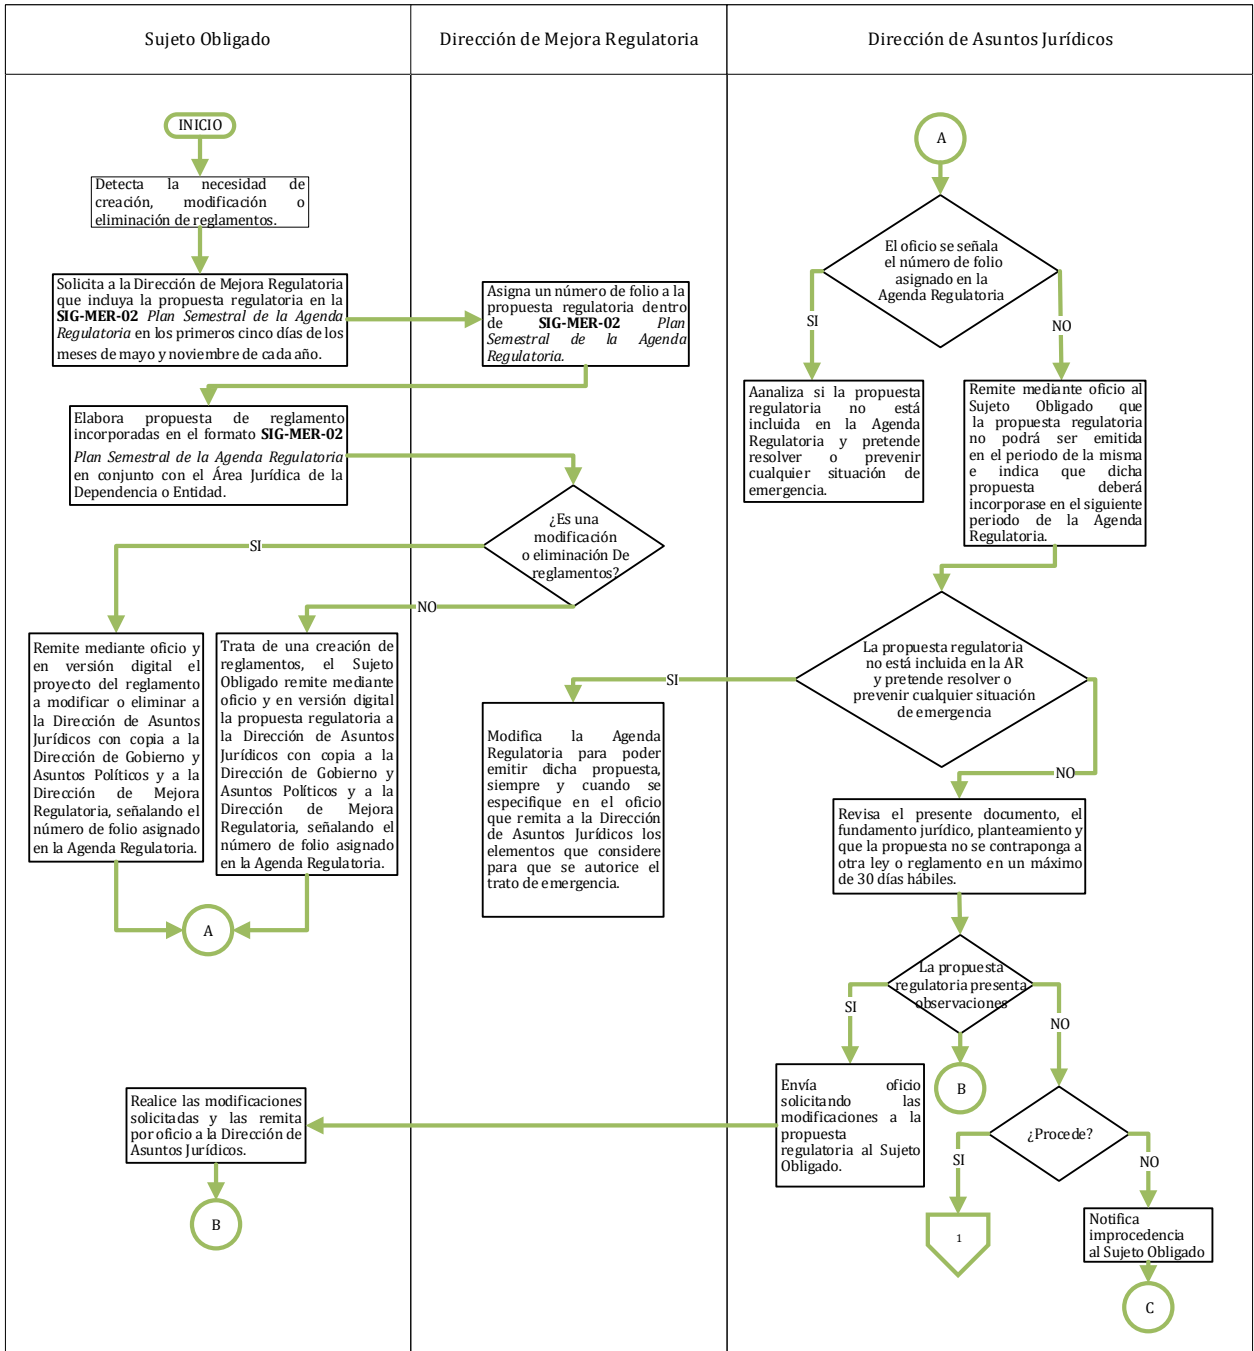 Sujeto Obligado
Dirección de Mejora Regulatoria
Dirección de Asuntos Jurídicos
INICIO
Detecta la necesidad de
creación, modificación o
eliminación de reglamentos.
Solicita a la Dirección de Mejora Regulatoria
que incluya la propuesta regulatoria en la
SIG-MER-02 Plan Semestral de la Agenda
Regulatoria en los primeros cinco días de los
meses de mayo y noviembre de cada año.
Asigna un número de folio a la
propuesta regulatoria dentro
de SIG-MER-02 Plan
Semestral de la Agenda
Regulatoria.
Elabora propuesta de reglamento
incorporadas en el formato SIG-MER-02
Plan Semestral de la Agenda Regulatoria
en conjunto con el Área Jurídica de la
Dependencia o Entidad.
¿Es una
modificación
o eliminación De
reglamentos?
SI
NO
Remite mediante oficio y
en versión digital el
proyecto del reglamento
a modificar o eliminar a
la Dirección de Asuntos
Jurídicos con copia a la
Dirección de Gobierno y
Asuntos Políticos y a la
Dirección de Mejora
Regulatoria, señalando el
número de folio asignado
en la Agenda Regulatoria.
Trata de una creación de
reglamentos, el Sujeto
Obligado remite mediante
oficio y en versión digital
la propuesta regulatoria a
la Dirección de Asuntos
Jurídicos con copia a la
Dirección de Gobierno y
Asuntos Políticos y a la
Dirección de Mejora
Regulatoria, señalando el
número de folio asignado
en la Agenda Regulatoria.
A
A
El oficio se señala
el número de folio
asignado en la
Agenda Regulatoria
SI
NO
Aanaliza si la propuesta
regulatoria no está
incluida en la Agenda
Regulatoria y pretende
resolver o prevenir
cualquier situación de
emergencia.
Remite mediante oficio al
Sujeto Obligado que
la propuesta regulatoria
no podrá ser emitida
en el periodo de la misma
e indica que dicha
propuesta deberá
incorporase en el siguiente
periodo de la Agenda
Regulatoria.
La propuesta regulatoria
no está incluida en la AR
y pretende resolver o
prevenir cualquier situación
de emergencia
SI
NO
Modifica la Agenda
Regulatoria para poder
emitir dicha propuesta,
siempre y cuando se
especifique en el oficio
que remita a la Dirección
de Asuntos Jurídicos los
elementos que considere
para que se autorice el
trato de emergencia.
Revisa el presente documento, el
fundamento jurídico, planteamiento y
que la propuesta no se contraponga a
otra ley o reglamento en un máximo
de 30 días hábiles.
La propuesta
regulatoria presenta
observaciones
SI
NO
B
Envía oficio
solicitando las
modificaciones a la
propuesta
regulatoria al Sujeto
Obligado.
Realice las modificaciones
solicitadas y las remita
por oficio a la Dirección de
Asuntos Jurídicos.
B
¿Procede?
SI
NO
1
Notifica
improcedencia
al Sujeto Obligado
C